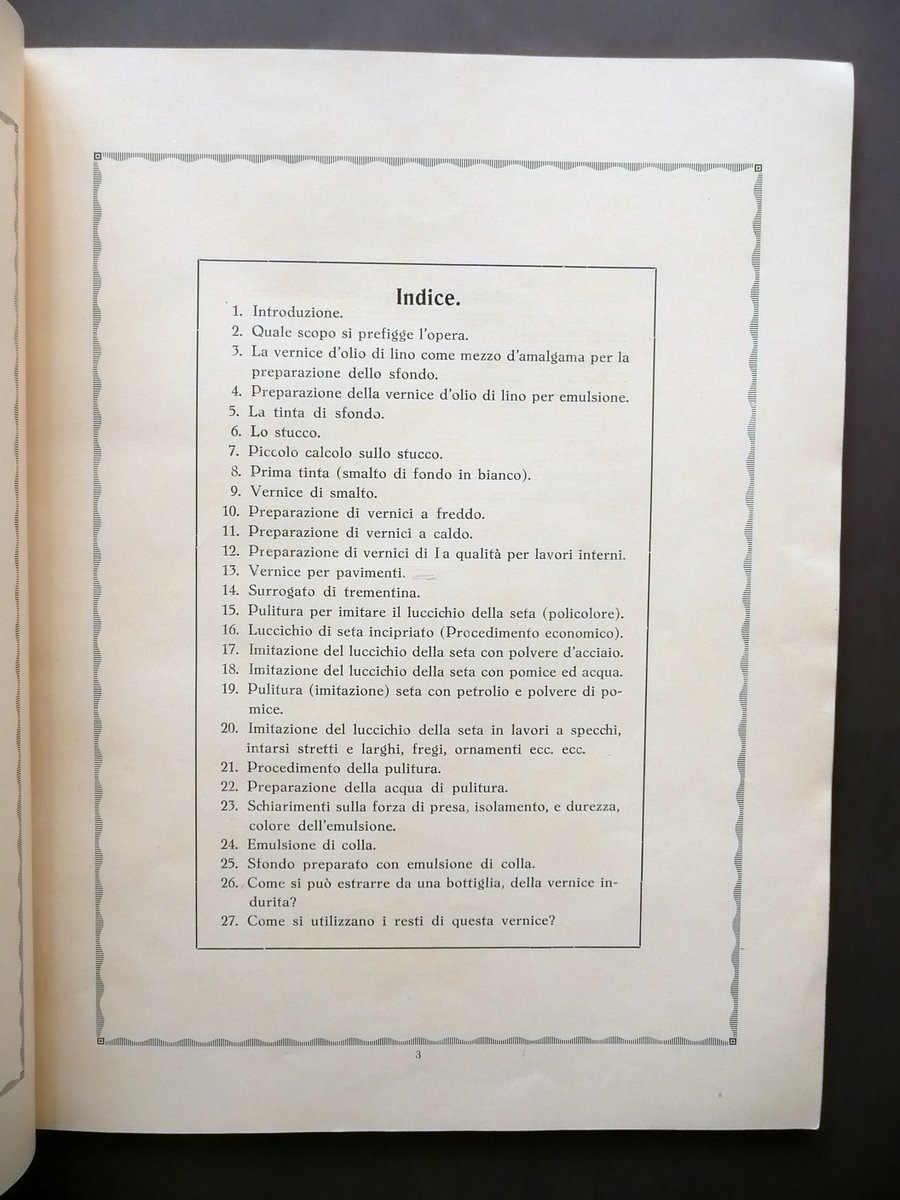 Indice.
1. Introduzione.
2. Quale scopo si prefigge l'opera.
3. La vernice d'olio di lino come mezzo d'amalgama per la
preparazione dello sfondo.
4. Preparazione della vernice d'olio di lino per emulsione.
5. La tinta di sfondo.
6. Lo stucco.
7. Piccolo calcolo sullo stucco.
8. Prima tinta (smalto di fondo in bianco).
9. Vernice di smalto.
10. Preparazione di vernici a freddo.
11. Preparazione di vernici a caldo.
12. Preparazione di vernici di Ia qualità per lavori interni.
13. Vernice per pavimenti.
14. Surrogato di trementina.
15. Pulitura per imitare il luccichio della seta (policolore).
16. Luccichio di seta incipriato (Procedimento economico).
17. Imitazione del luccichio della seta con polvere d'acciaio.
18. Imitazione del luccichio della seta con pomice ed acqua.
19. Pulitura (imitazione) seta con petrolio e polvere di po-
mice.
20. Imitazione del luccichio della seta in lavori a specchi,
intarsi stretti e larghi, fregi, ornamenti ecc. ecc.
21. Procedimento della pulitura.
22. Preparazione della acqua di pulitura.
23. Schiarimenti sulla forza di presa, isolamento, e durezza,
colore dell'emulsione.
24. Emulsione di colla.
25. Sfondo preparato con emulsione di colla.
26. Come si può estrarre da una bottiglia, della vernice in-
durita?
27. Come si utilizzano i resti di questa vernice?
3